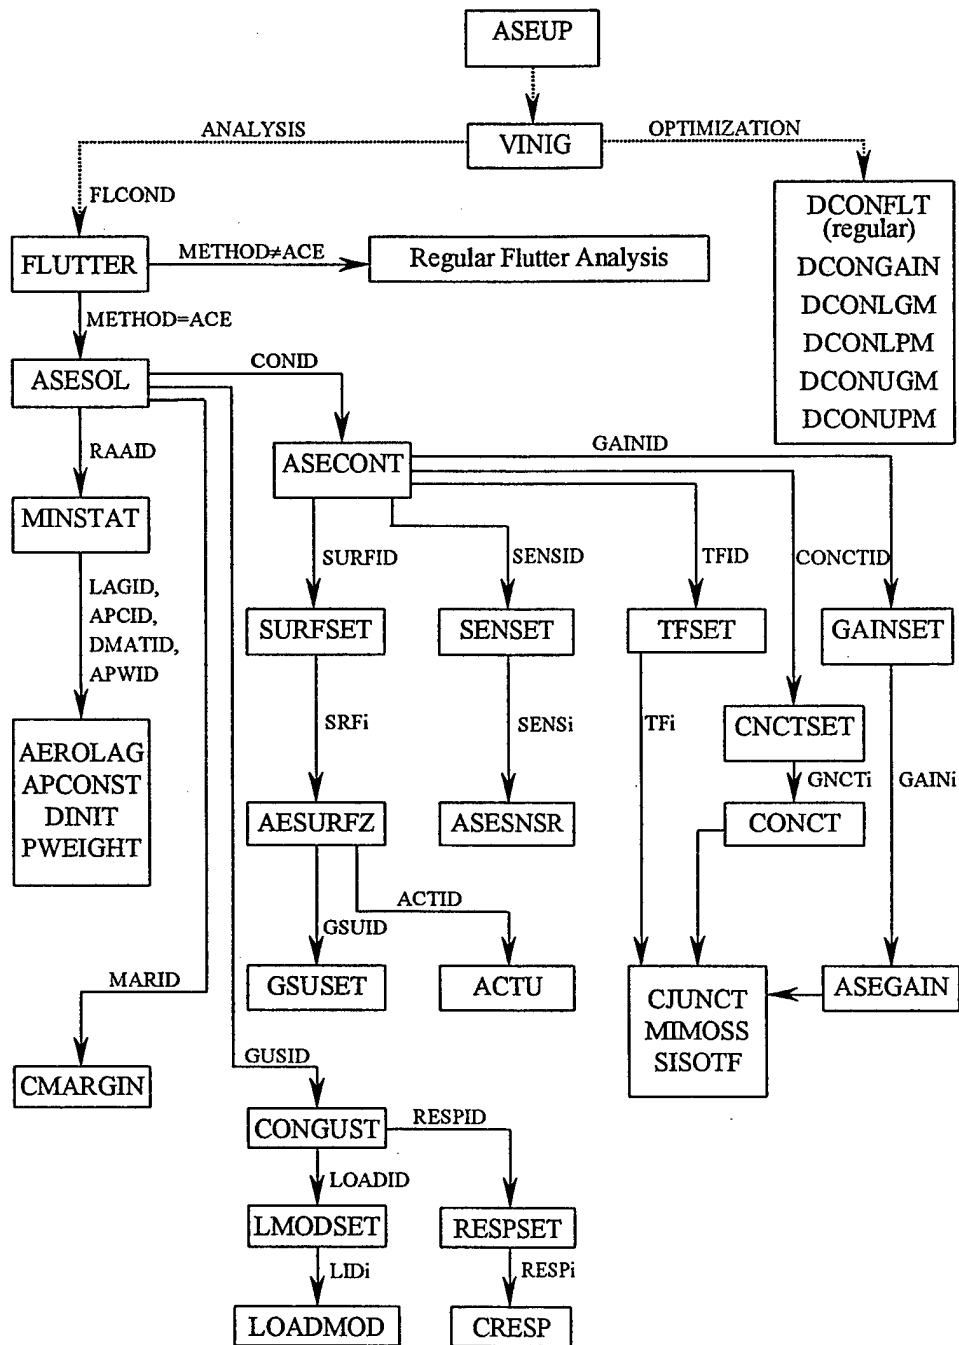 ASEUP
ANALYSIS
VINIG
OPTIMIZATION
FLCOND
DCONFLT
(regular)
DCONGAIN
DCONLGM
DCONLPM
DCONUGM
DCONUPM
FLUTTER
METHOD≠ACE
Regular Flutter Analysis
METHOD=ACE
ASESOL
CONID
RAAID
ASECONT
GAINID
MINSTAT
SURFID
SENSID
TFID
CONCTID
LAGID,
APCID,
DMATID,
APWID
SURFSET
SENSET
TFSET
GAINSET
SRFi
SENSi
TFi
CNCTSET
GNCTi
GAINi
AEROLAG
APCONST
DINIT
PWEIGHT
AESURFZ
ASESNSR
CONCT
ACTID
GSUID
MARID
GSUSET
ACTU
CJUNCT
MIMOSS
SISOTF
ASEGAIN
GUSID
CMARGIN
CONGUST
RESPID
LOADID
LMODSET
RESPSET
LIDi
RESPi
LOADMOD
CRESP